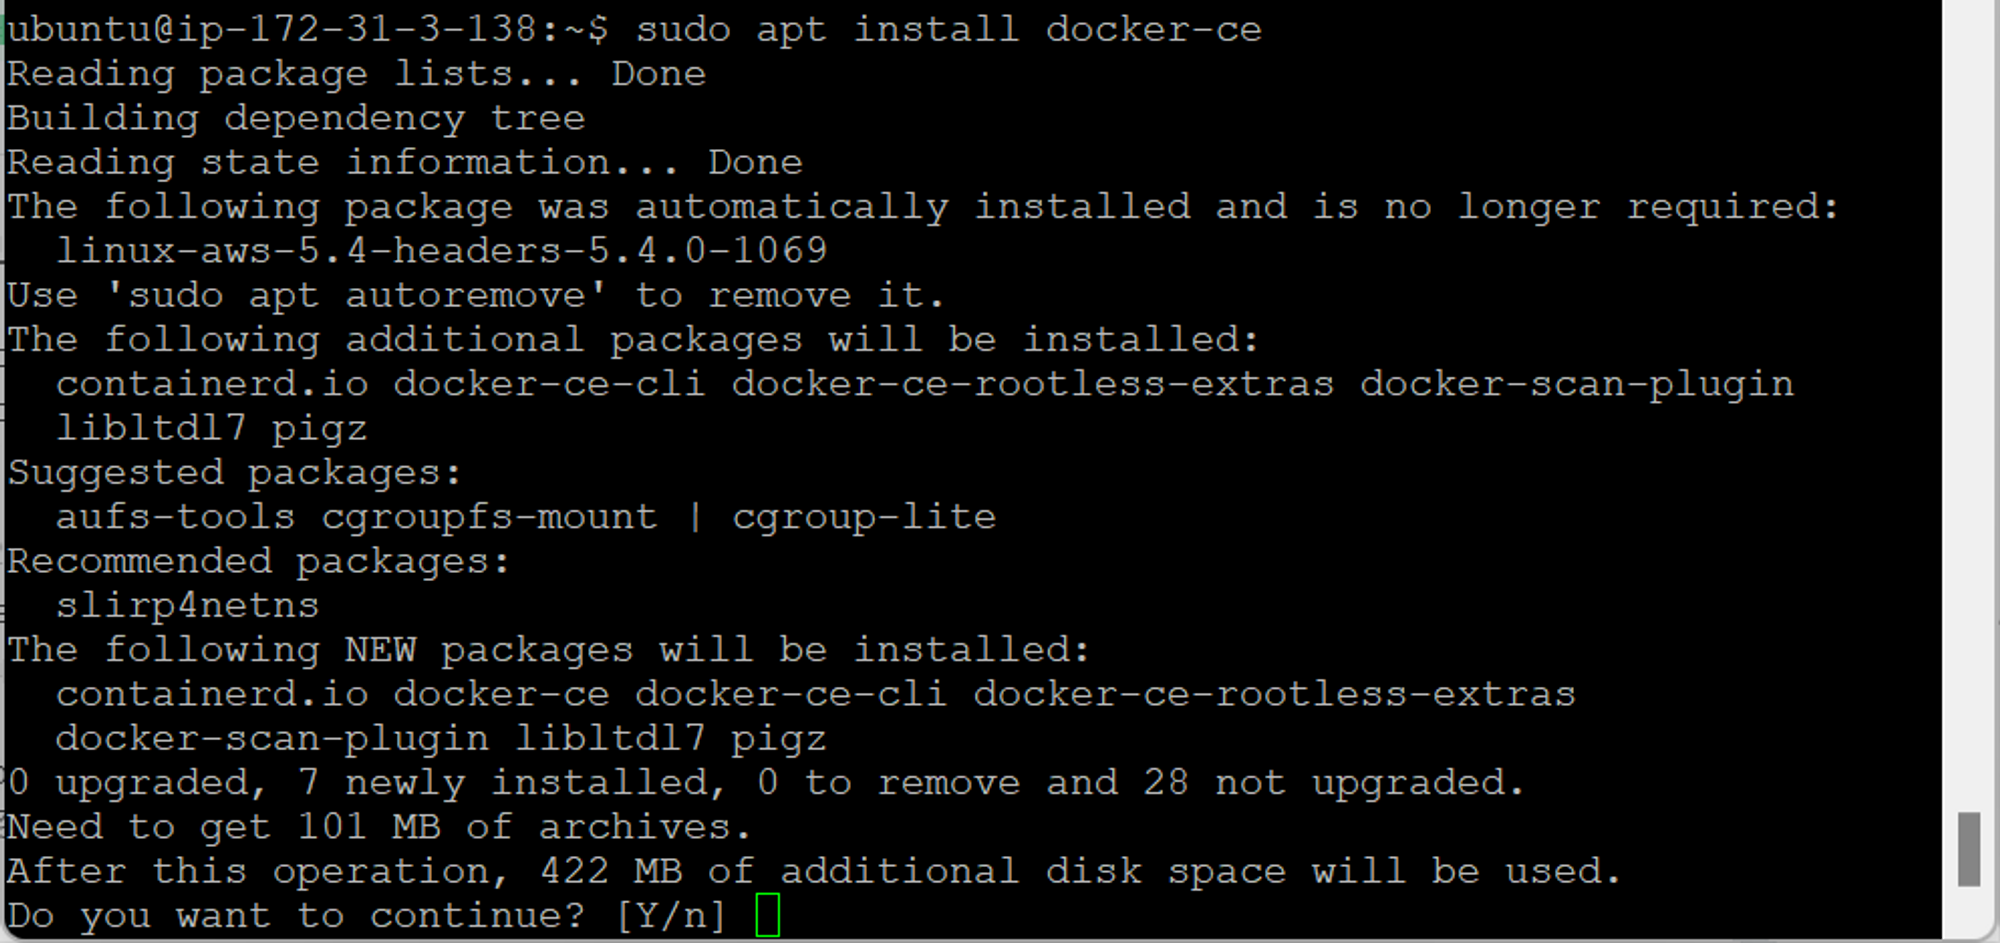 ubuntu@ip-172-31-3-138:~$ sudo apt install docker-ce
Reading package lists... Done
Building dependency tree
Reading state information... Done
The following package was automatically installed and is no longer required:
  linux-aws-5.4-headers-5.4.0-1069
Use 'sudo apt autoremove' to remove it.
The following additional packages will be installed:
  containerd.io docker-ce-cli docker-ce-rootless-extras docker-scan-plugin
  libltdl7 pigz
Suggested packages:
  aufs-tools cgroupfs-mount | cgroup-lite
Recommended packages:
  slirp4netns
The following NEW packages will be installed:
  containerd.io docker-ce docker-ce-cli docker-ce-rootless-extras
  docker-scan-plugin libltdl7 pigz
0 upgraded, 7 newly installed, 0 to remove and 28 not upgraded.
Need to get 101 MB of archives.
After this operation, 422 MB of additional disk space will be used.
Do you want to continue? [Y/n]